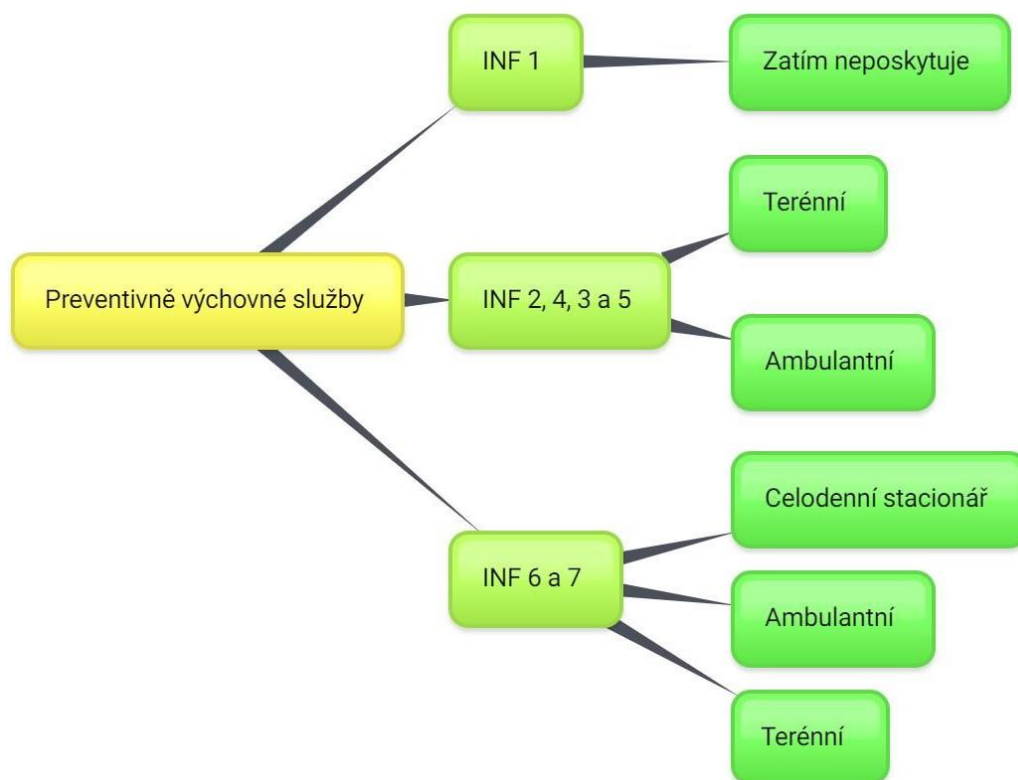 INF 1
Zatím neposkytuje
Preventivně výchovné služby
INF 2, 4, 3 a 5
Terénní
Ambulantní
INF 6 a 7
Celodenní stacionář
Ambulantní
Terénní